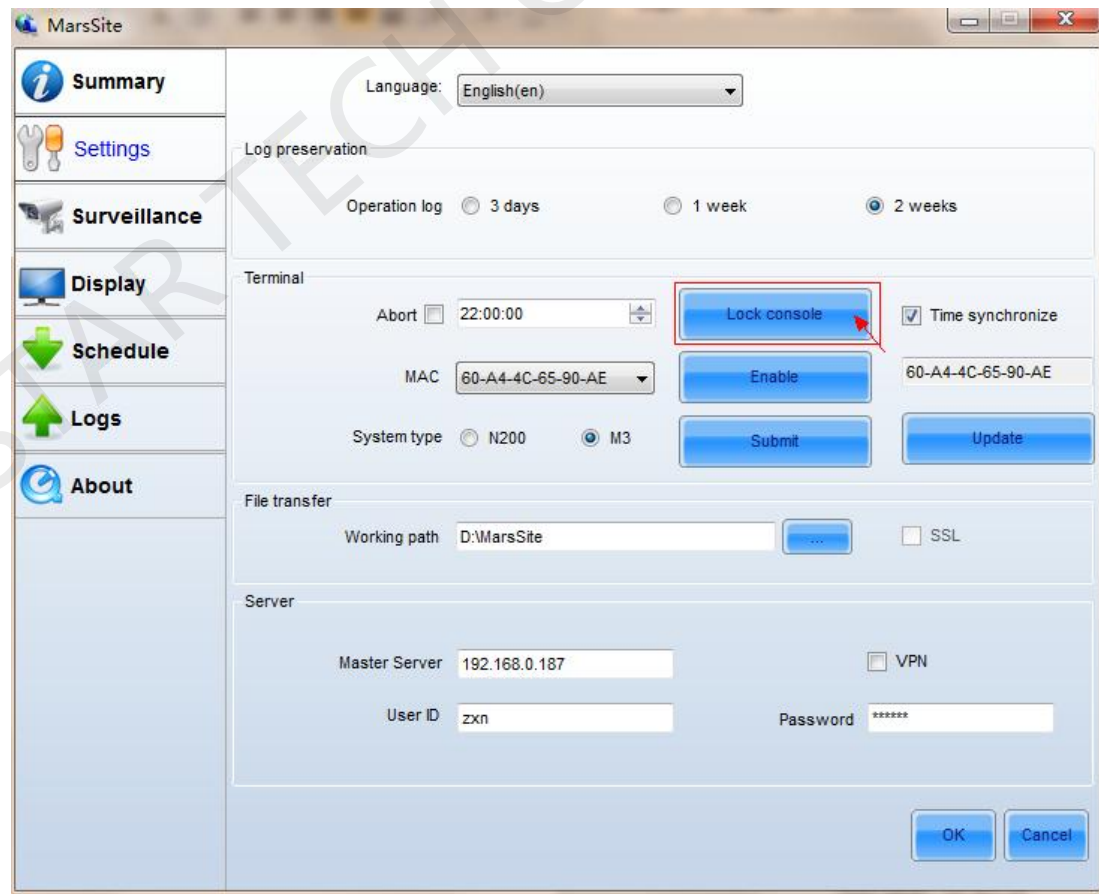 MarsSite
Summary
Settings
Surveillance
Display
Schedule
Logs
About
Language: English(en)
Log preservation
Operation log 3 days 1 week 2 weeks
Terminal
Abort 22:00:00 Lock console Time synchronize
MAC 60-A4-4C-65-90-AE Enable 60-A4-4C-65-90-AE
System type N200 M3 Submit Update
File transfer
Working path D:\MarsSite ... SSL
Server
Master Server 192.168.0.187 VPN
User ID zxn Password ******
OK Cancel
STAR TECH